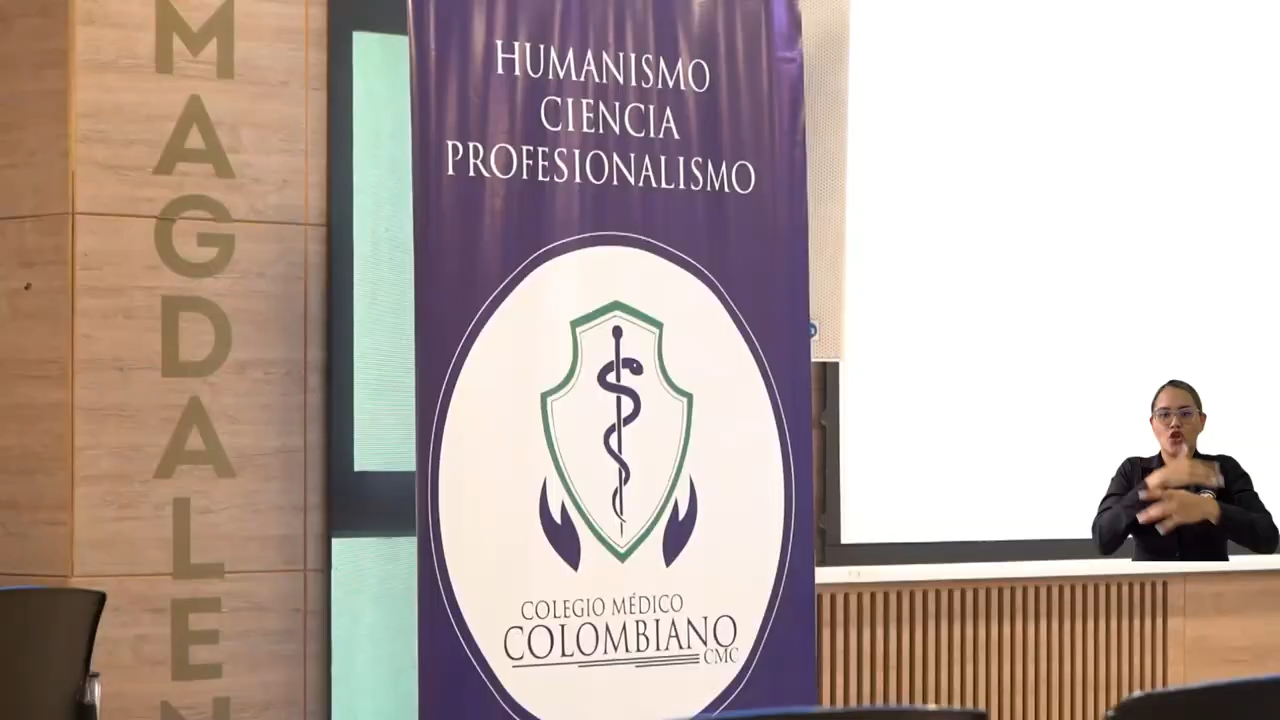 MAGDALEN
HUMANISMO
CIENCIA
PROFESIONALISMO
COLEGIO MÉDICO
COLOMBIANO
CMC